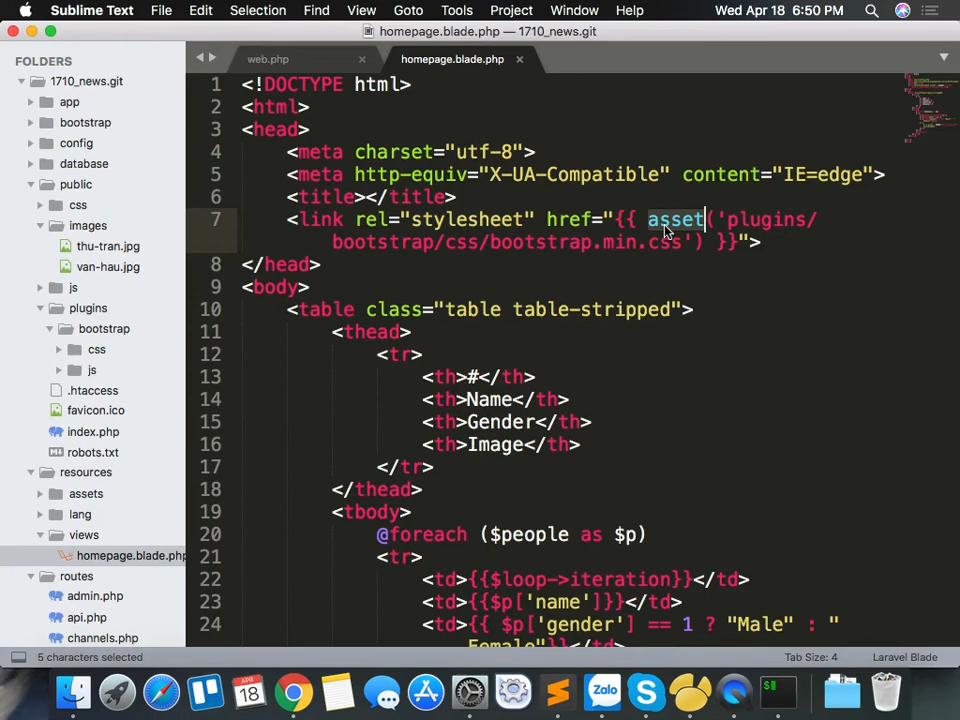 Sublime Text File Edit Selection Find View Goto Tools Project Window Help Wed Apr 18 6:50 PM
homepage.blade.php — 1710_news.git
FOLDERS
1710_news.git
app
bootstrap
config
database
public
css
images
thu-tran.jpg
van-hau.jpg
js
plugins
bootstrap
css
js
.htaccess
favicon.ico
index.php
robots.txt
resources
assets
lang
views
homepage.blade.php
routes
admin.php
api.php
channels.php
web.php homepage.blade.php
1 <!DOCTYPE html>
2 <html>
3 <head>
4 <meta charset="utf-8">
5 <meta http-equiv="X-UA-Compatible" content="IE=edge">
6 <title></title>
7 <link rel="stylesheet" href="{{ asset('plugins/
bootstrap/css/bootstrap.min.css') }}">
8 </head>
9 <body>
10 <table class="table table-stripped">
11 <thead>
12 <tr>
13 <th>#</th>
14 <th>Name</th>
15 <th>Gender</th>
16 <th>Image</th>
17 </tr>
18 </thead>
19 <tbody>
20 @foreach ($people as $p)
21 <tr>
22 <td>{{$loop->iteration}}</td>
23 <td>{{$p['name']}}</td>
24 <td>{{ $p['gender'] == 1 ? "Male" : "
Female"}}</td>
5 characters selected Tab Size: 4 Laravel Blade
APR
18
Zalo